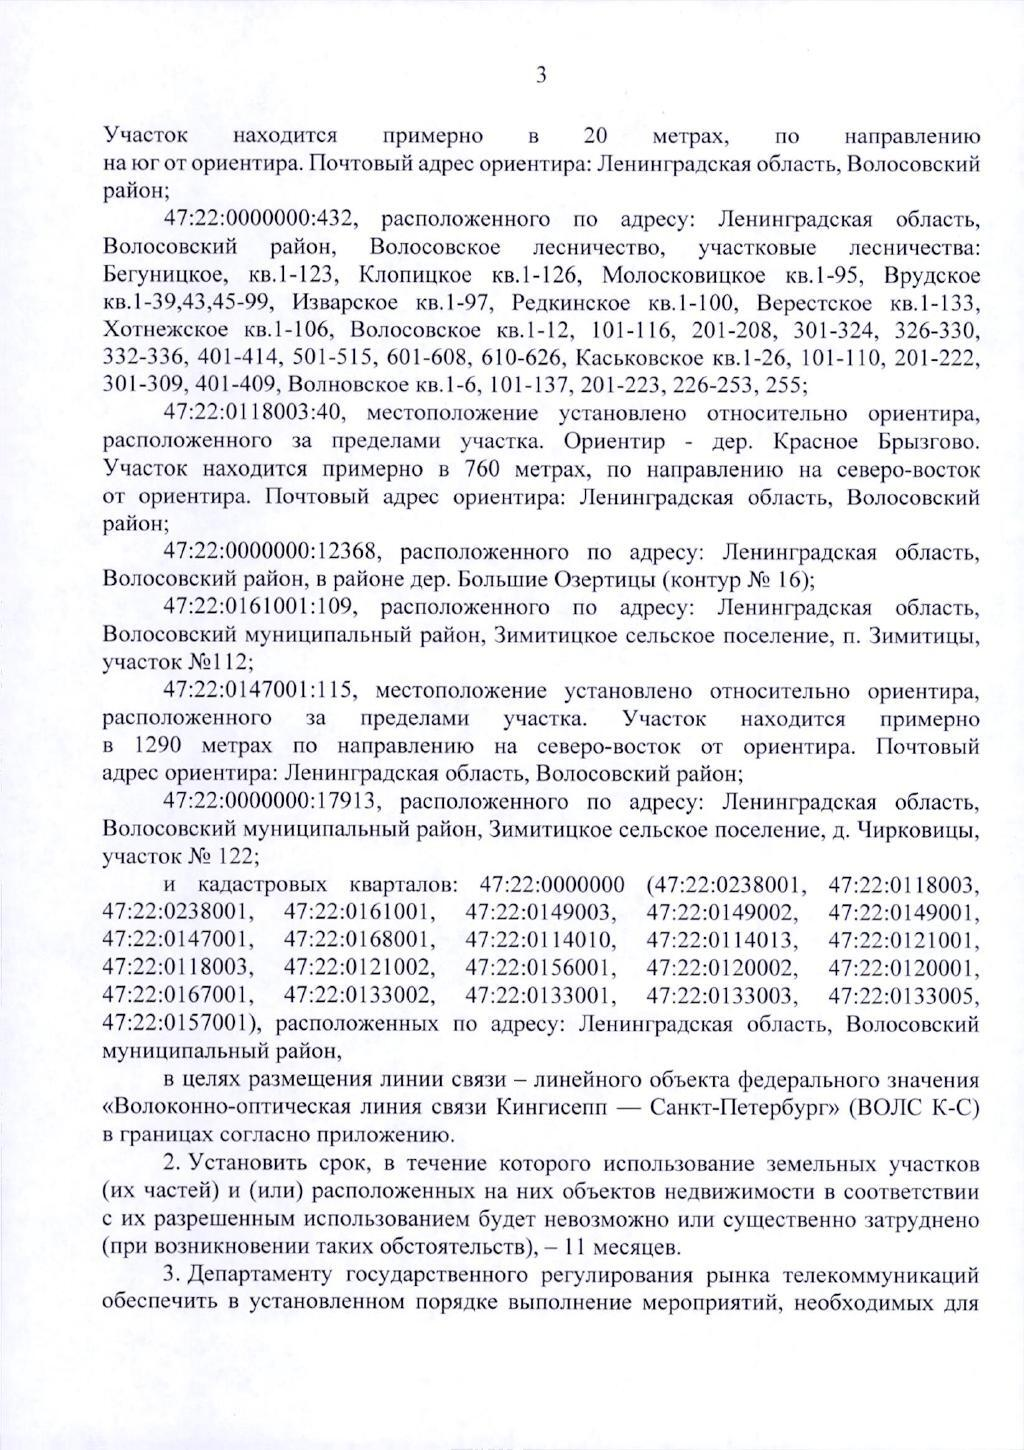 3
Участок находится примерно в 20 метрах, по направлению
на юг от ориентира. Почтовый адрес ориентира: Ленинградская область, Волосовский
район;
47:22:0000000:432, расположенного по адресу: Ленинградская область,
Волосовский район, Волосовское лесничество, участковые лесничества:
Бегуницкое, кв.1-123, Клопицкое кв.1-126, Молосковицкое кв.1-95, Врудское
кв.1-39,43,45-99, Изварское кв.1-97, Редкинское кв.1-100, Верестское кв.1-133,
Хотнежское кв.1-106, Волосовское кв.1-12, 101-116, 201-208, 301-324, 326-330,
332-336, 401-414, 501-515, 601-608, 610-626, Каськовское кв.1-26, 101-110, 201-222,
301-309, 401-409, Волновское кв.1-6, 101-137, 201-223, 226-253, 255;
47:22:0118003:40, местоположение установлено относительно ориентира,
расположенного за пределами участка. Ориентир - дер. Красное Брызгово.
Участок находится примерно в 760 метрах, по направлению на северо-восток
от ориентира. Почтовый адрес ориентира: Ленинградская область, Волосовский
район;
47:22:0000000:12368, расположенного по адресу: Ленинградская область,
Волосовский район, в районе дер. Большие Озертицы (контур № 16);
47:22:0161001:109, расположенного по адресу: Ленинградская область,
Волосовский муниципальный район, Зимитицкое сельское поселение, п. Зимитицы,
участок №112;
47:22:0147001:115, местоположение установлено относительно ориентира,
расположенного за пределами участка. Участок находится примерно
в 1290 метрах по направлению на северо-восток от ориентира. Почтовый
адрес ориентира: Ленинградская область, Волосовский район;
47:22:0000000:17913, расположенного по адресу: Ленинградская область,
Волосовский муниципальный район, Зимитицкое сельское поселение, д. Чирковицы,
участок № 122;
и кадастровых кварталов: 47:22:0000000 (47:22:0238001, 47:22:0118003,
47:22:0238001, 47:22:0161001, 47:22:0149003, 47:22:0149002, 47:22:0149001,
47:22:0147001, 47:22:0168001, 47:22:0114010, 47:22:0114013, 47:22:0121001,
47:22:0118003, 47:22:0121002, 47:22:0156001, 47:22:0120002, 47:22:0120001,
47:22:0167001, 47:22:0133002, 47:22:0133001, 47:22:0133003, 47:22:0133005,
47:22:0157001), расположенных по адресу: Ленинградская область, Волосовский
муниципальный район,
в целях размещения линии связи – линейного объекта федерального значения
«Волоконно-оптическая линия связи Кингисепп — Санкт-Петербург» (ВОЛС К-С)
в границах согласно приложению.
2. Установить срок, в течение которого использование земельных участков
(их частей) и (или) расположенных на них объектов недвижимости в соответствии
с их разрешенным использованием будет невозможно или существенно затруднено
(при возникновении таких обстоятельств), – 11 месяцев.
3. Департаменту государственного регулирования рынка телекоммуникаций
обеспечить в установленном порядке выполнение мероприятий, необходимых для